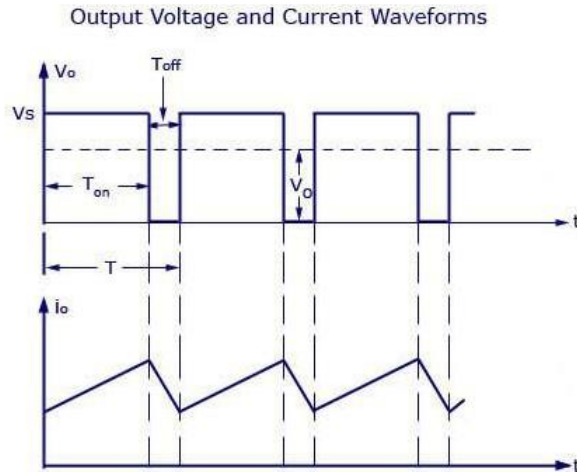 Output Voltage and Current Waveforms
Toff
Vo
Vs
Ton
VO
t
T
io
t